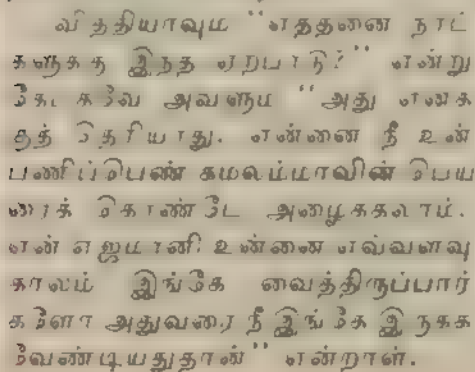 வித்தியாவும் "எத்தனை நாட்
களுக்கு இந்த ஏற்பாடு?" என்று
கேட்கவே அவளும் "அது எனக்
குத் தெரியாது. என்னை நீ உன்
பணிப்பெண் கமலம்மாவின் பெய
ரைக் கொண்டே அழைக்கலாம்.
என் எஜமானி உன்னை எவ்வளவு
காலம் இங்கே வைத்திருப்பார்
களோ அதுவரை நீ இங்கே இருக்க
வேண்டியதுதான்" என்றாள்.